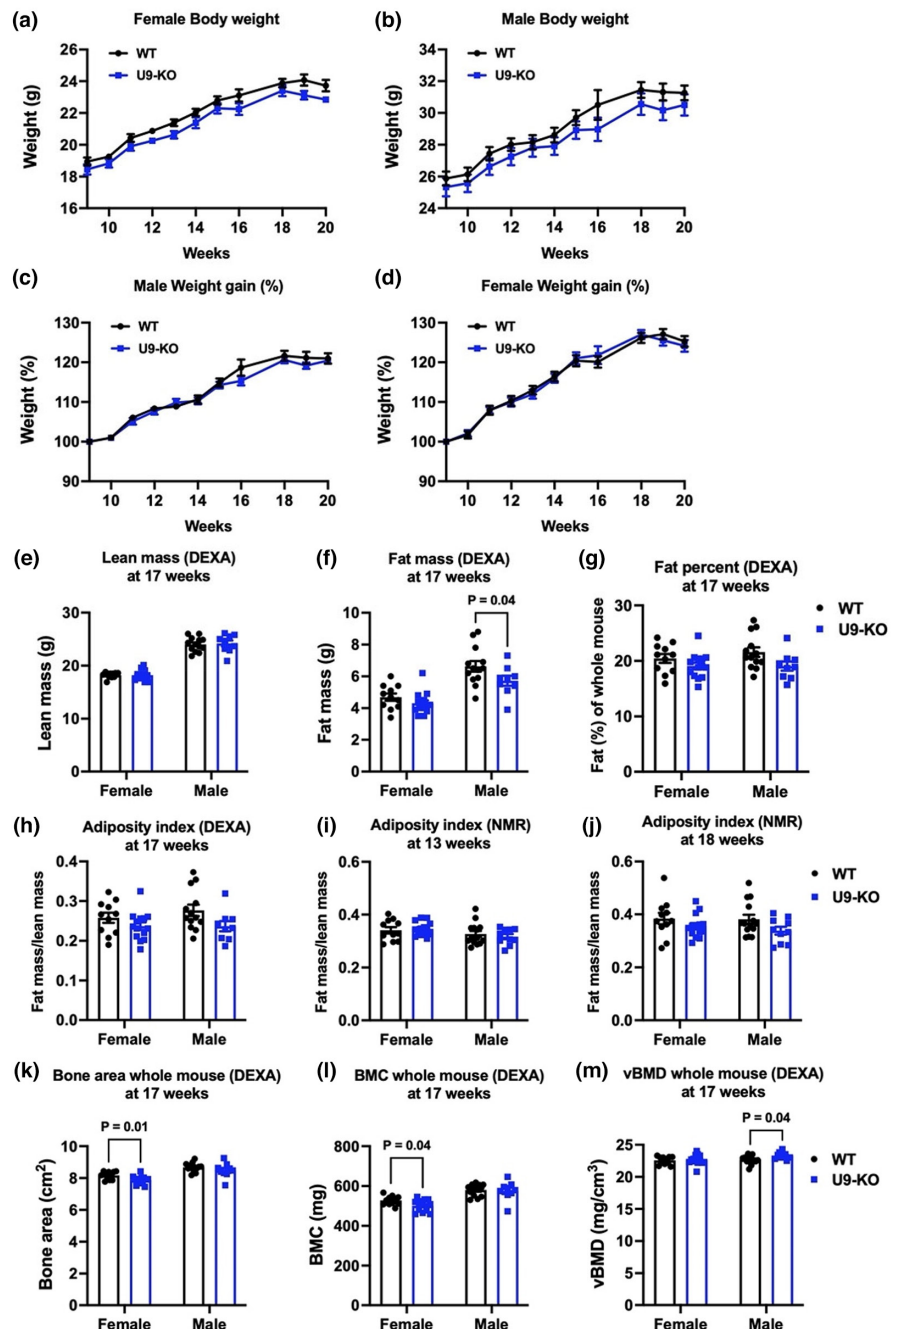 (a)
Female Body weight
26
24
22
20
18
16
Weight (g)
WT
U9-KO
10 12 14 16 18 20
Weeks
(b)
Male Body weight
34
32
30
28
26
24
Weight (g)
WT
U9-KO
10 12 14 16 18 20
Weeks
(c)
Male Weight gain (%)
130
120
110
100
90
Weight (%)
WT
U9-KO
10 12 14 16 18 20
Weeks
(d)
Female Weight gain (%)
130
120
110
100
90
Weight (%)
WT
U9-KO
10 12 14 16 18 20
Weeks
(e)
Lean mass (DEXA)
at 17 weeks
30
20
10
0
Lean mass (g)
Female Male
(f)
Fat mass (DEXA)
at 17 weeks
P = 0.04
10
8
6
4
2
0
Fat mass (g)
Female Male
(g)
Fat percent (DEXA)
at 17 weeks
30
20
10
0
Fat (%) of whole mouse
Female Male
WT
U9-KO
(h)
Adiposity index (DEXA)
at 17 weeks
0.4
0.3
0.2
0.1
0.0
Fat mass/lean mass
Female Male
(i)
Adiposity index (NMR)
at 13 weeks
0.6
0.4
0.2
0.0
Fat mass/lean mass
Female Male
(j)
Adiposity index (NMR)
at 18 weeks
0.6
0.4
0.2
0.0
Fat mass/lean mass
Female Male
WT
U9-KO
(k)
Bone area whole mouse (DEXA)
at 17 weeks
P = 0.01
10
8
6
4
2
0
Bone area (cm²)
Female Male
(l)
BMC whole mouse (DEXA)
at 17 weeks
P = 0.04
800
600
400
200
0
BMC (mg)
Female Male
(m)
vBMD whole mouse (DEXA)
at 17 weeks
P = 0.04
25
20
15
10
5
0
vBMD (mg/cm³)
Female Male
WT
U9-KO